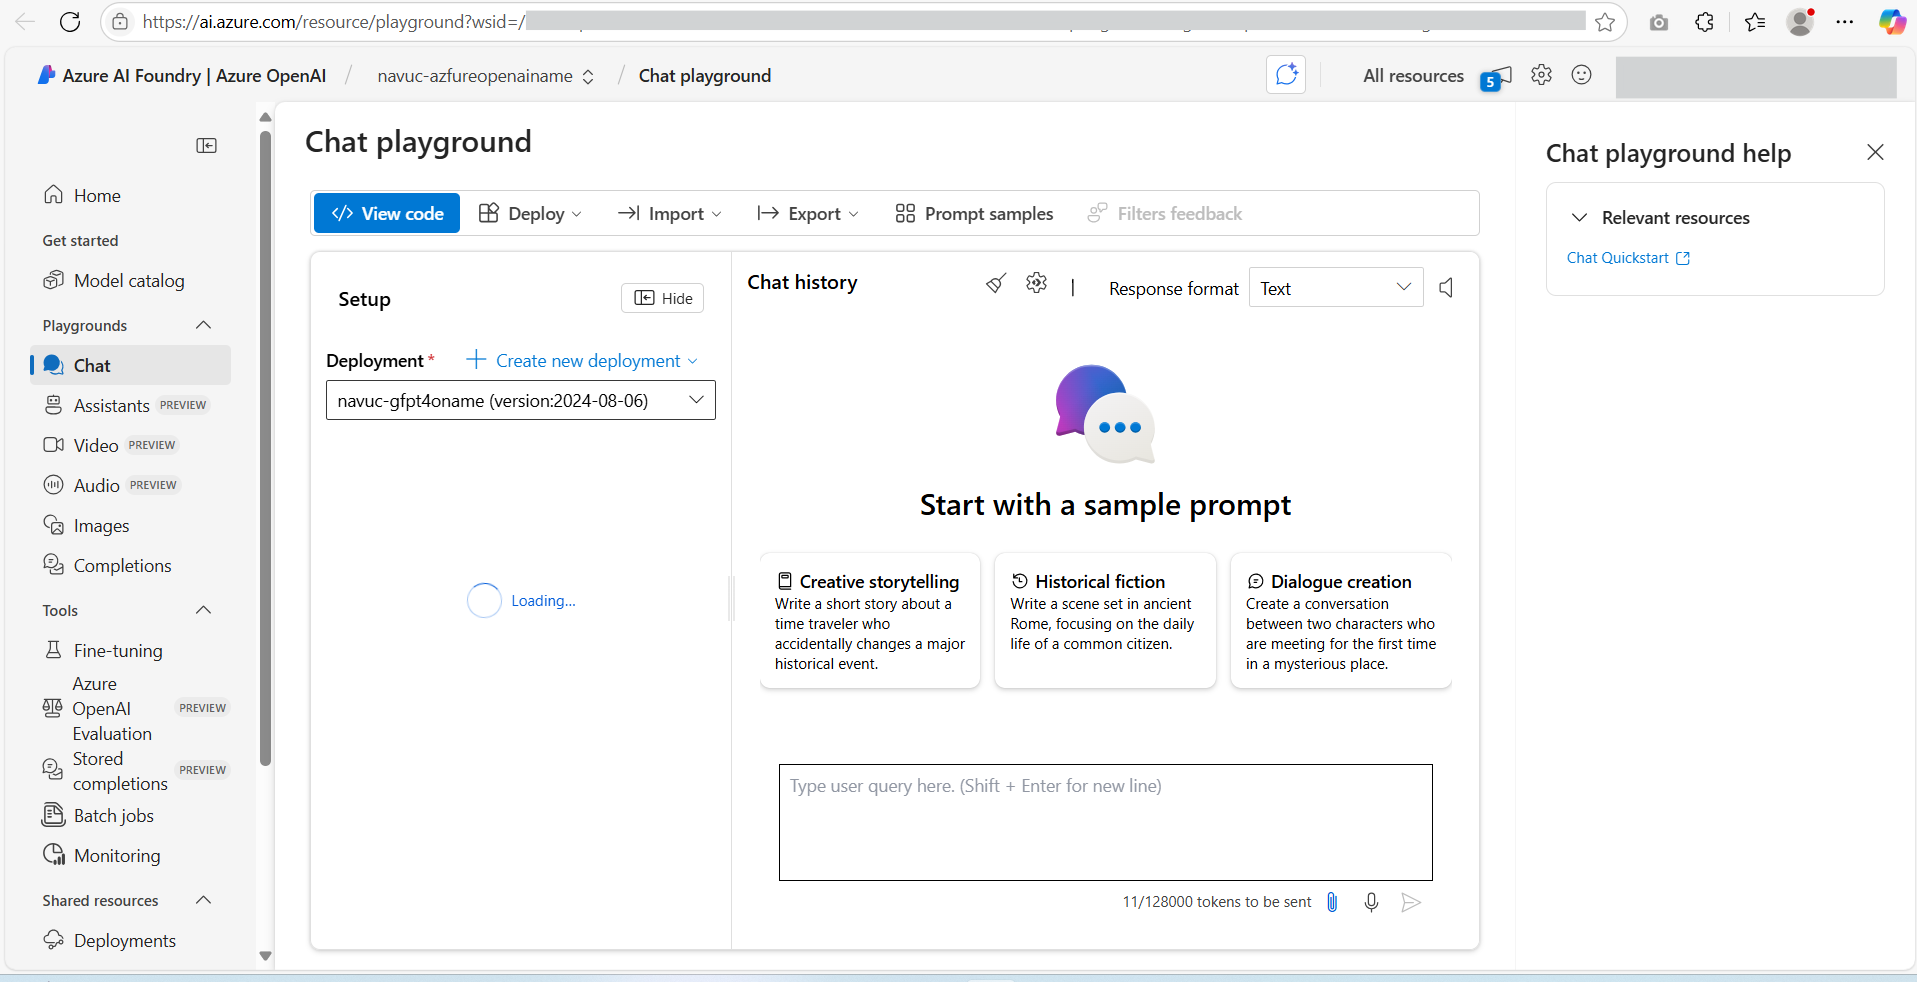 https://ai.azure.com/resource/playground?wsid=/
Azure AI Foundry | Azure OpenAI / navuc-azfureopenainame / Chat playground
All resources
5
Home
Get started
Model catalog
Playgrounds
Chat
Assistants PREVIEW
Video PREVIEW
Audio PREVIEW
Images
Completions
Tools
Fine-tuning
Azure
OpenAI PREVIEW
Evaluation
Stored
completions PREVIEW
Batch jobs
Monitoring
Shared resources
Deployments
Chat playground
</> View code
Deploy
Import
Export
Prompt samples
Filters feedback
Setup
Hide
Deployment *
Create new deployment
navuc-gfpt4oname (version:2024-08-06)
Loading...
Chat history
|
Response format
Text
Start with a sample prompt
Creative storytelling
Write a short story about a
time traveler who
accidentally changes a major
historical event.
Historical fiction
Write a scene set in ancient
Rome, focusing on the daily
life of a common citizen.
Dialogue creation
Create a conversation
between two characters who
are meeting for the first time
in a mysterious place.
Type user query here. (Shift + Enter for new line)
11/128000 tokens to be sent
Chat playground help
Relevant resources
Chat Quickstart